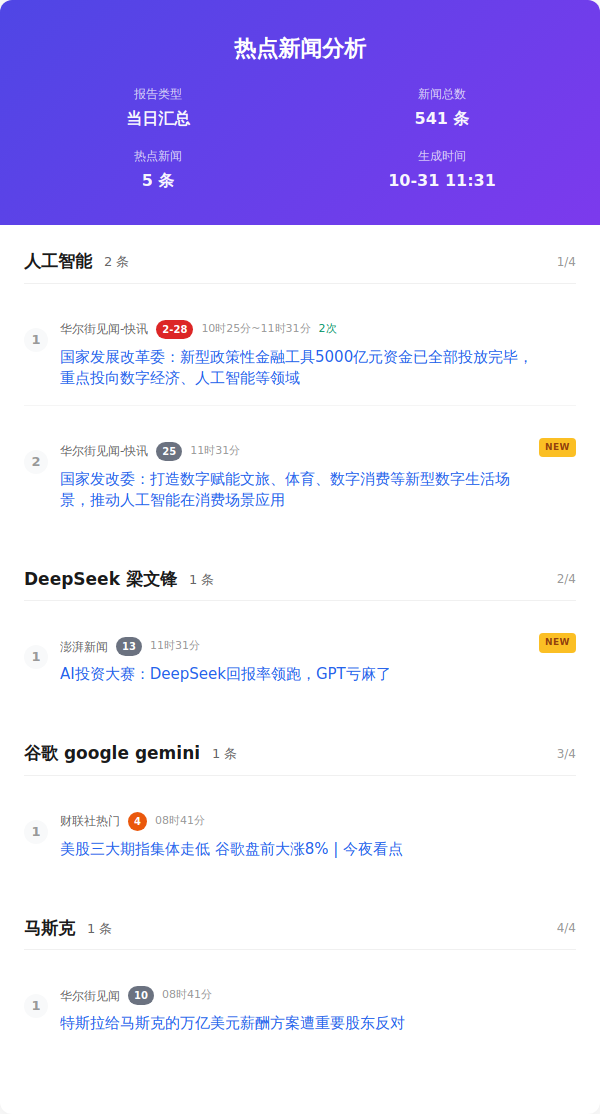 热点新闻分析
报告类型
新闻总数
当日汇总
541 条
热点新闻
生成时间
5 条
10-31 11:31
人工智能 2 条 1/4
1
华尔街见闻-快讯 2-28 10时25分~11时31分 2次
国家发展改革委：新型政策性金融工具5000亿元资金已全部投放完毕，
重点投向数字经济、人工智能等领域
2
华尔街见闻-快讯 25 11时31分 NEW
国家发改委：打造数字赋能文旅、体育、数字消费等新型数字生活场
景，推动人工智能在消费场景应用
DeepSeek 梁文锋 1 条 2/4
1
澎湃新闻 13 11时31分 NEW
AI投资大赛：DeepSeek回报率领跑，GPT亏麻了
谷歌 google gemini 1 条 3/4
1
财联社热门 4 08时41分
美股三大期指集体走低 谷歌盘前大涨8% | 今夜看点
马斯克 1 条 4/4
1
华尔街见闻 10 08时41分
特斯拉给马斯克的万亿美元薪酬方案遭重要股东反对